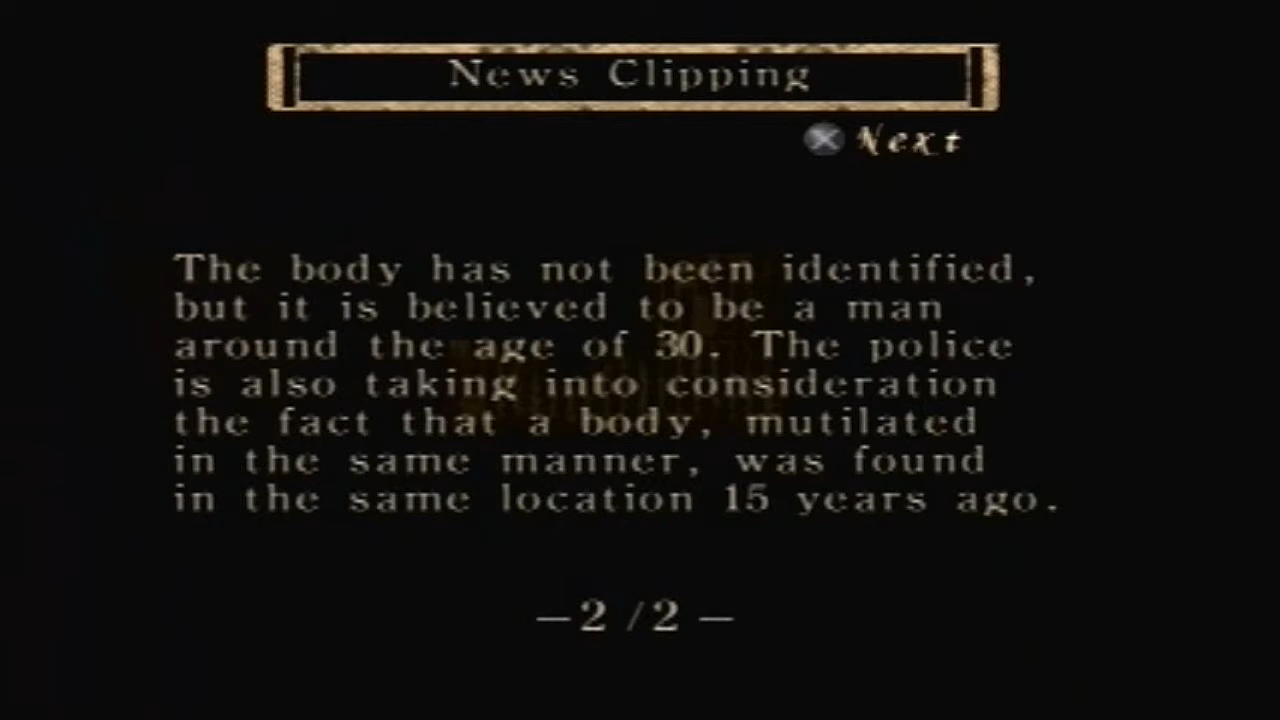 News Clipping
Next
The body has not been identified,
but it is believed to be a man
around the age of 30. The police
is also taking into consideration
the fact that a body, mutilated
in the same manner, was found
in the same location 15 years ago.
—2 /2 —